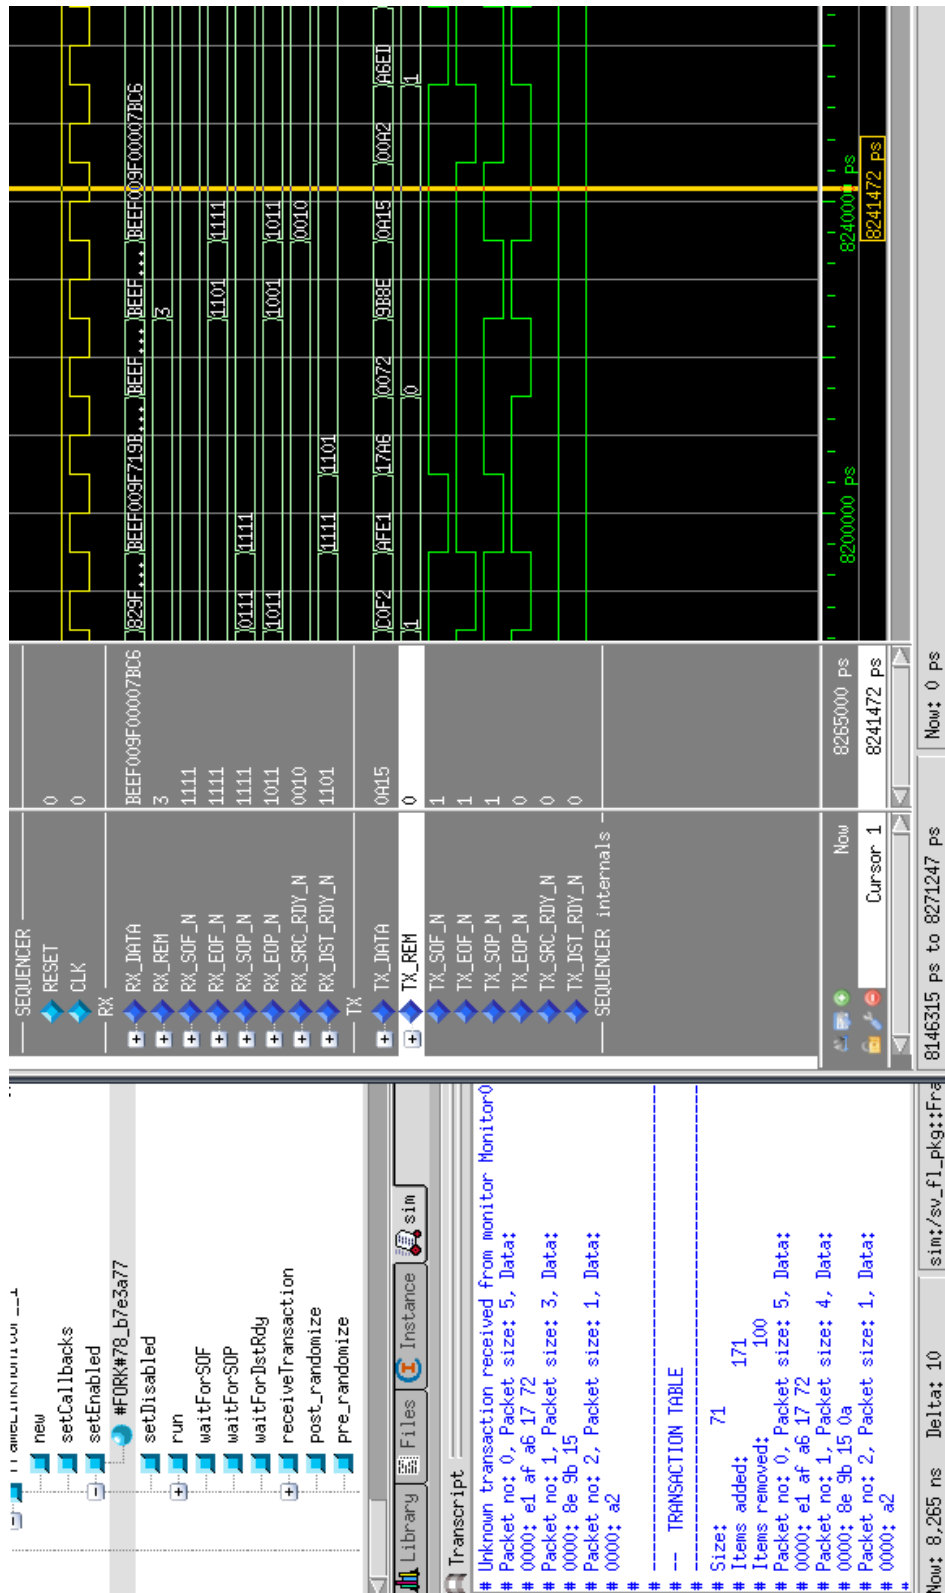 FrameLinkMonitor__1
new
setCallbacks
setEnabled
#FORK#78_b7e3a77
setDisabled
run
waitForSOF
waitForSOP
waitForDstRdy
receiveTransaction
post_randomize
pre_randomize
Library
Files
Instance
sim
Transcript
# Unknown transaction received from monitor Monitor0
# Packet no: 0, Packet size: 5, Data:
# 0000: e1 af a6 17 72
# Packet no: 1, Packet size: 3, Data:
# 0000: 8e 9b 15
# Packet no: 2, Packet size: 1, Data:
# 0000: a2
#
# ------------------------------------------------------------
# -- TRANSACTION TABLE
# ------------------------------------------------------------
# Size: 71
# Items added: 171
# Items removed: 100
# Packet no: 0, Packet size: 5, Data:
# 0000: e1 af a6 17 72
# Packet no: 1, Packet size: 4, Data:
# 0000: 8e 9b 15 0a
# Packet no: 2, Packet size: 1, Data:
# 0000: a2
Now: 8,265 ns Delta: 10
sim:/sv_fl_pkg::Fra
SEQUENCER
RESET 0
CLK 0
RX
RX_DATA BEEF009F00007BC6 829F... BEEF009F719B... BEEF... BEEF... BEEF009F00007BC6
RX_REM 3 3
RX_SOF_N 1111
RX_EOF_N 1111 1101 1111
RX_SOP_N 1111 0111 1111
RX_EOP_N 1011 1011 1001 1011
RX_SRC_RDY_N 0010 0010
RX_DST_RDY_N 1101 1111 1101
TX
TX_DATA 0A15 C0F2 AFE1 17A6 0072 9B8E 0A15 00A2 A6ED
TX_REM 0 1 0 1
TX_SOF_N 1
TX_EOF_N 1
TX_SOP_N 1
TX_EOP_N 0
TX_SRC_RDY_N 0
TX_DST_RDY_N 0
SEQUENCER internals
Now 8265000 ps 8200000 ps 8240000 ps
Cursor 1 8241472 ps 8241472 ps
8146315 ps to 8271247 ps
Now: 0 ps